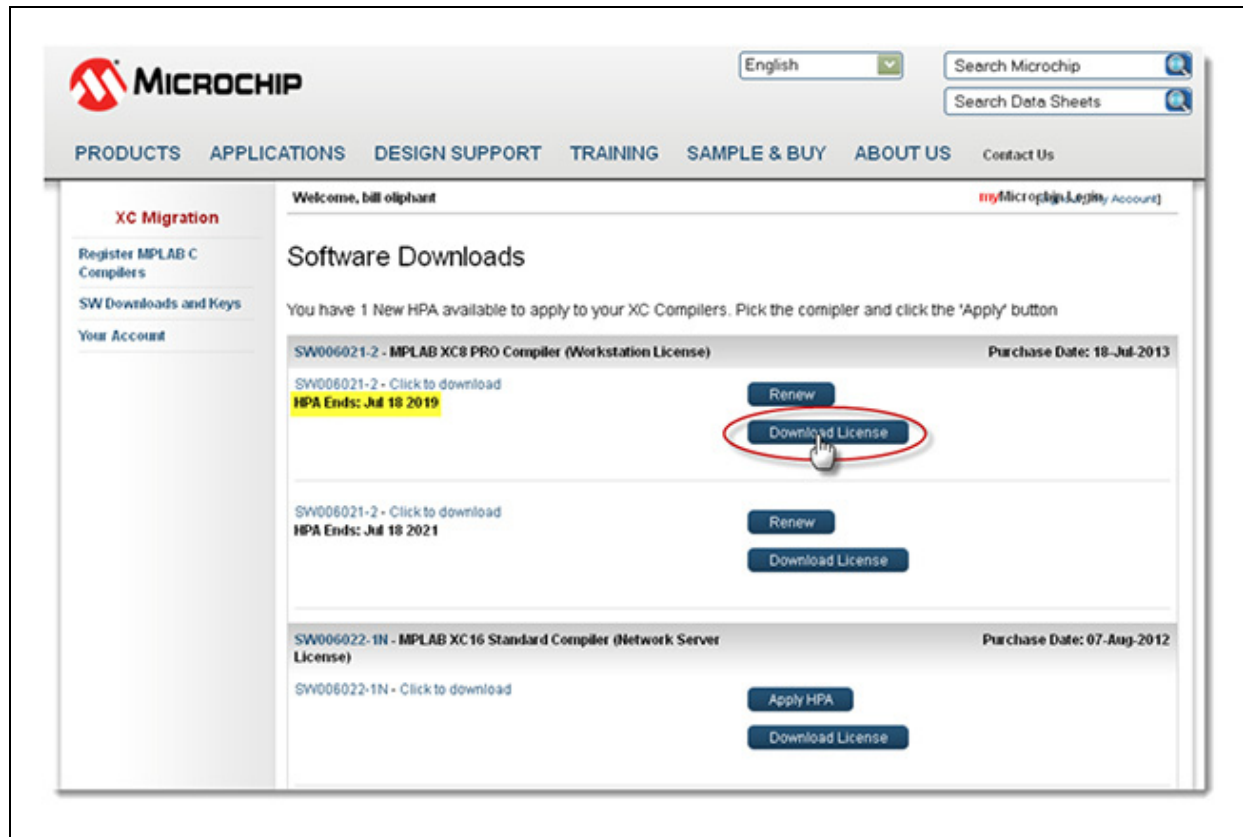 MICROCHIP
English
Search Microchip
Search Data Sheets
PRODUCTS APPLICATIONS DESIGN SUPPORT TRAINING SAMPLE & BUY ABOUT US Contact Us
XC Migration
Register MPLAB C
Compilers
SW Downloads and Keys
Your Account
Welcome, bill oliphant
myMicrochip Login Account]
Software Downloads
You have 1 New HPA available to apply to your XC Compilers. Pick the comipler and click the 'Apply' button
SW006021-2 - MPLAB XC8 PRO Compiler (Workstation License) Purchase Date: 18-Jul-2013
SW006021-2 - Click to download
HPA Ends: Jul 18 2019
Renew
Download License
SW006021-2 - Click to download
HPA Ends: Jul 18 2021
Renew
Download License
SW006022-1N - MPLAB XC16 Standard Compiler (Network Server Purchase Date: 07-Aug-2012
License)
SW006022-1N - Click to download
Apply HPA
Download License